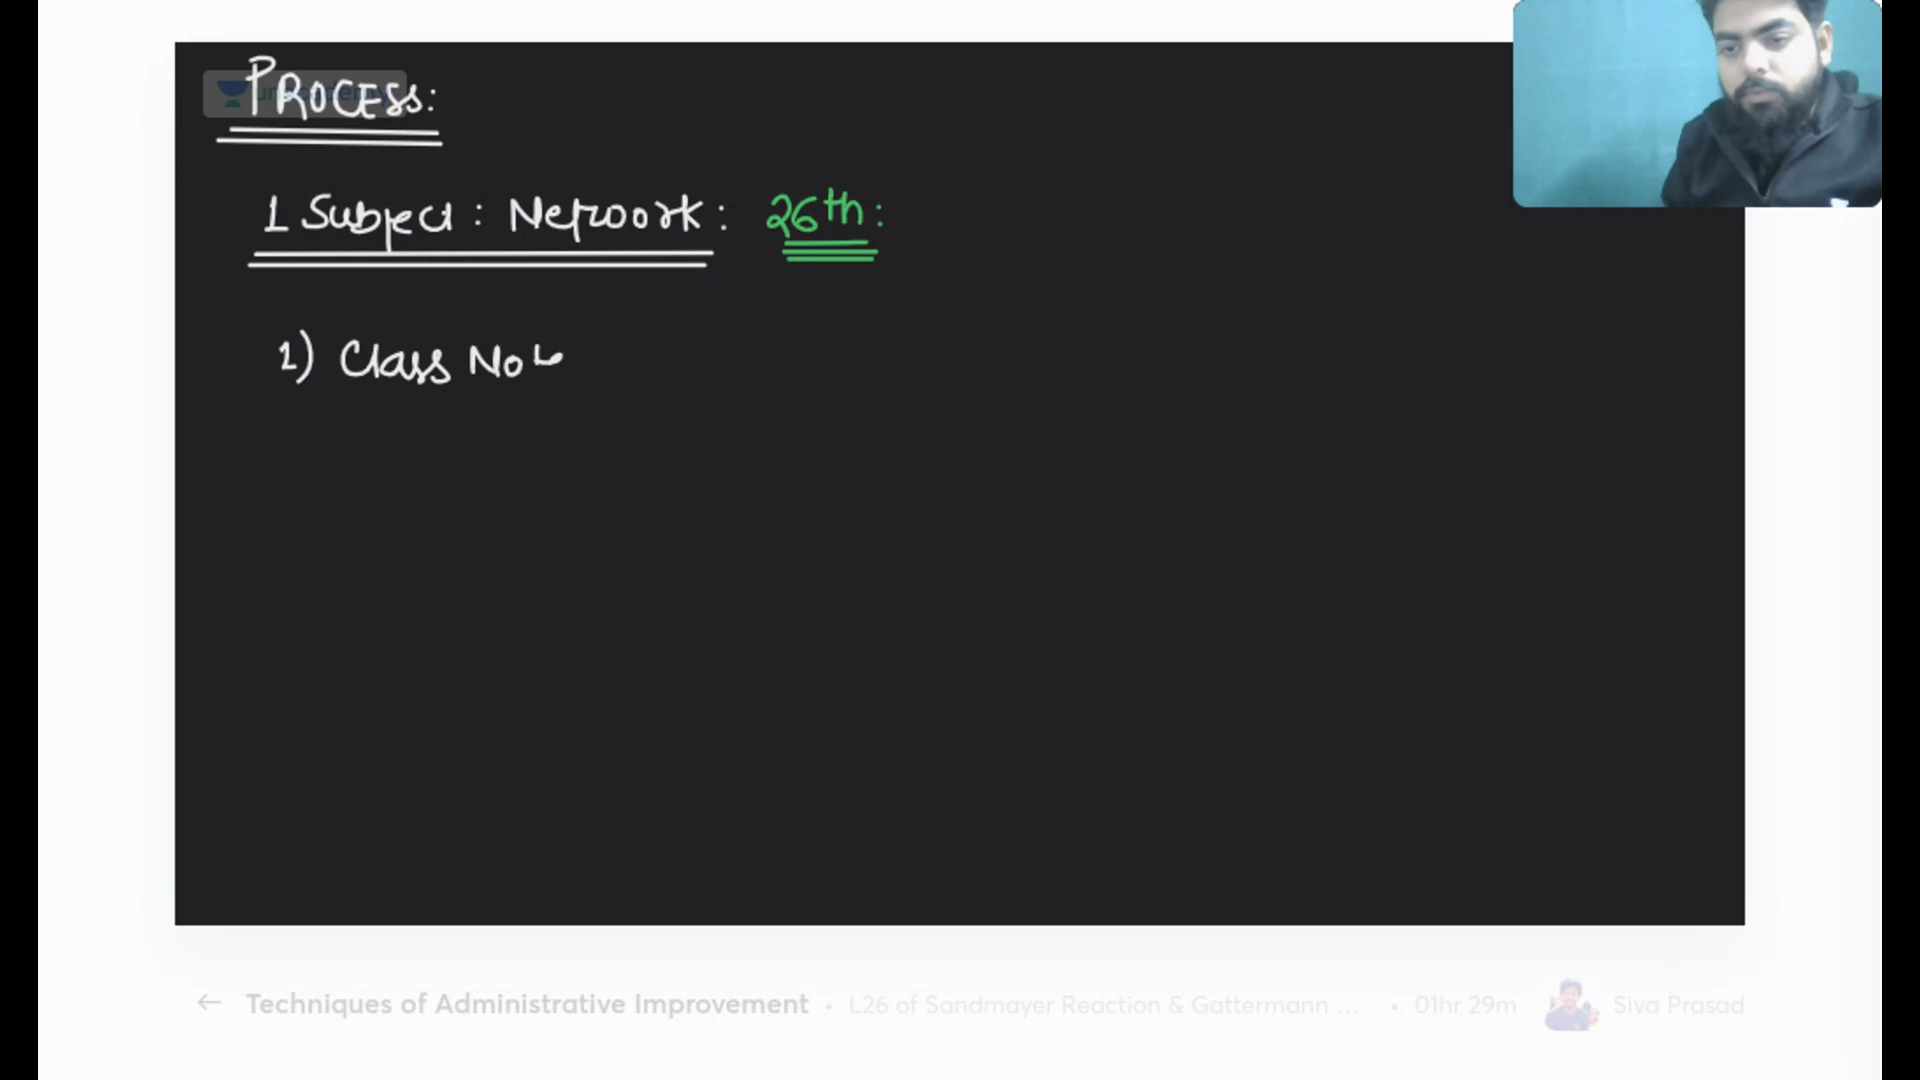 PROCESS:
1 Subject: Network: 26th:
1) Class Not
Techniques of Administrative Improvement • L26 of Sandmayer Reaction & Gattermann ... • 01hr 29m Siva Prasad